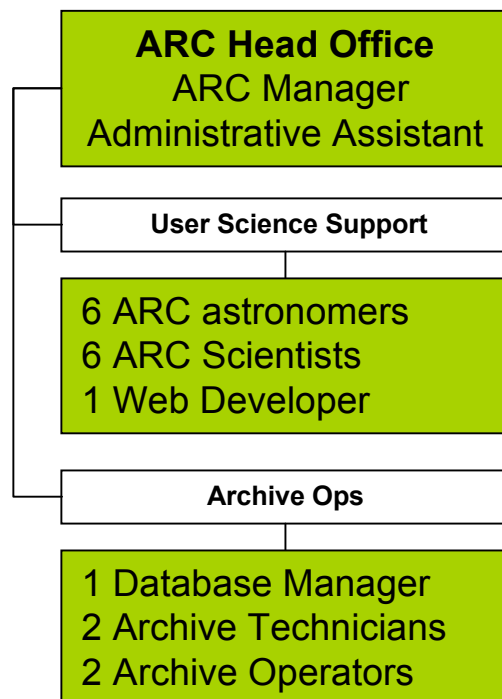 ARC Head Office
ARC Manager
Administrative Assistant
User Science Support
6 ARC astronomers
6 ARC Scientists
1 Web Developer
Archive Ops
1 Database Manager
2 Archive Technicians
2 Archive Operators